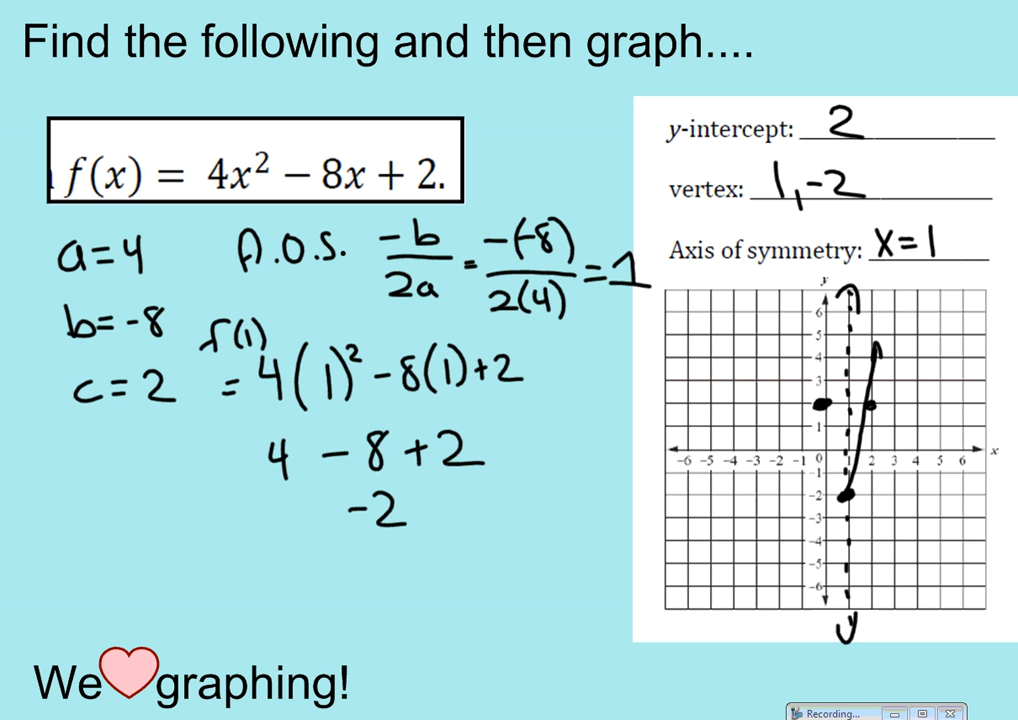 Find the following and then graph....
f(x) = 4x² − 8x + 2.
a=4
b= -8
c = 2
A.O.S. -b/2a = -(-8)/2(4) = 1
f(1)
= 4(1)² - 8(1)+2
4 - 8 + 2
-2
y-intercept: 2
vertex: 1,-2
Axis of symmetry: x=1
y
6
5
4
3
1
-6 -5 -4 -3 -2 -1 0 1 2 3 4 5 6 x
-1
-2
-3
-4
-5
-6
We graphing!
Recording...